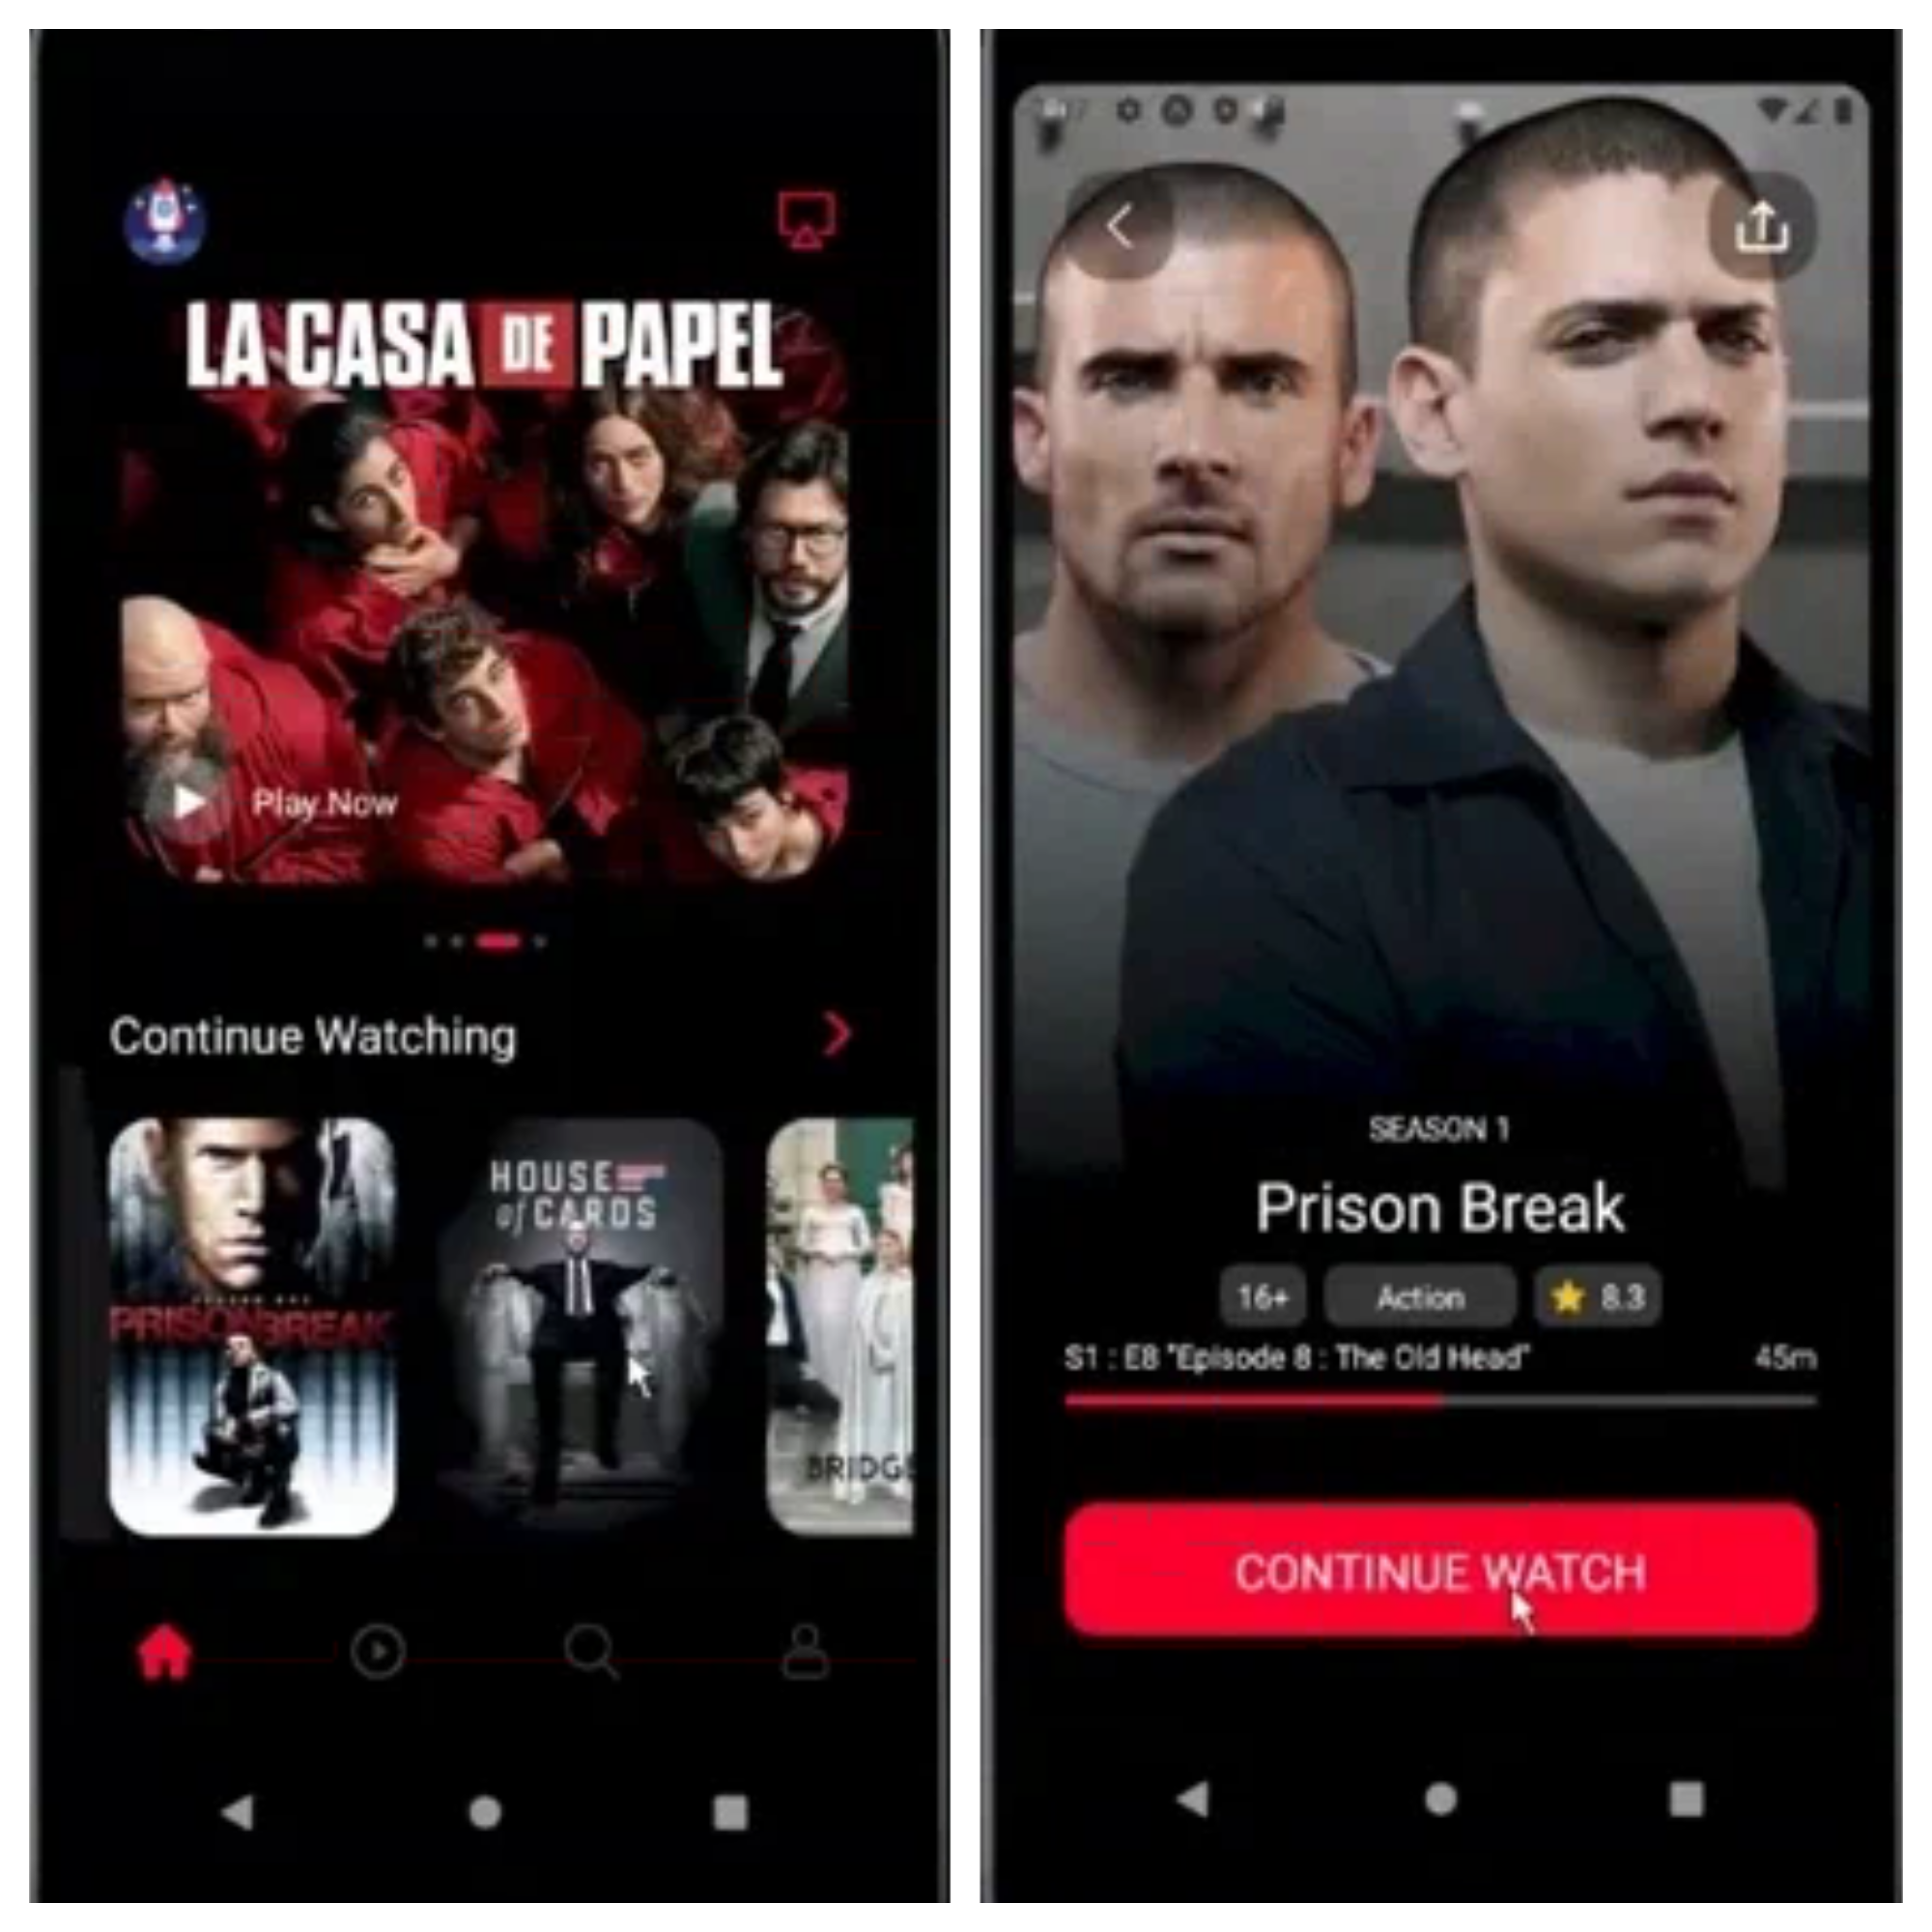 LA CASA DE PAPEL
Play Now
Continue Watching
PRISON BREAK
HOUSE
of CARDS
BRIDGE
SEASON 1
Prison Break
16+ Action 8.3
S1 : E8 "Episode 8 : The Old Head" 45m
CONTINUE WATCH